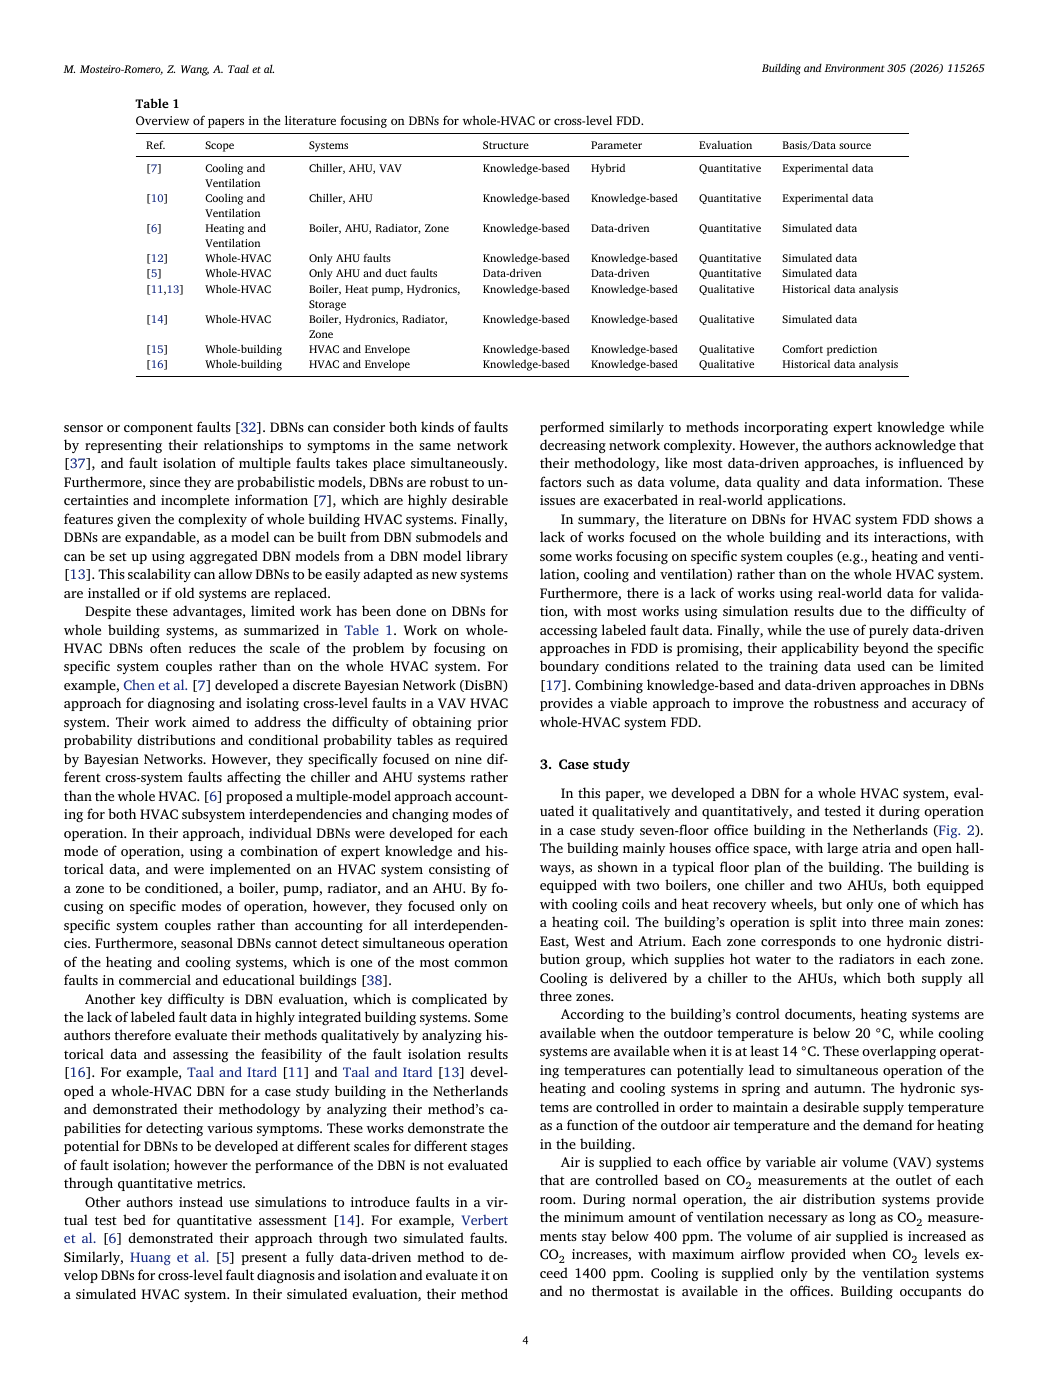 M. Mosteiro-Romero, Z. Wang, A. Taal et al.
Building and Environment 305 (2026) 115265
Table 1
Overview of papers in the literature focusing on DBNs for whole-HVAC or cross-level FDD.
Ref. Scope Systems Structure Parameter Evaluation Basis/Data source
[7] Cooling and Chiller, AHU, VAV Knowledge-based Hybrid Quantitative Experimental data
Ventilation
[10] Cooling and Chiller, AHU Knowledge-based Knowledge-based Quantitative Experimental data
Ventilation
[6] Heating and Boiler, AHU, Radiator, Zone Knowledge-based Data-driven Quantitative Simulated data
Ventilation
[12] Whole-HVAC Only AHU faults Knowledge-based Knowledge-based Quantitative Simulated data
[5] Whole-HVAC Only AHU and duct faults Data-driven Data-driven Quantitative Simulated data
[11,13] Whole-HVAC Boiler, Heat pump, Hydronics, Knowledge-based Knowledge-based Qualitative Historical data analysis
Storage
[14] Whole-HVAC Boiler, Hydronics, Radiator, Knowledge-based Knowledge-based Qualitative Simulated data
Zone
[15] Whole-building HVAC and Envelope Knowledge-based Knowledge-based Qualitative Comfort prediction
[16] Whole-building HVAC and Envelope Knowledge-based Knowledge-based Qualitative Historical data analysis
sensor or component faults [32]. DBNs can consider both kinds of faults
by representing their relationships to symptoms in the same network
[37], and fault isolation of multiple faults takes place simultaneously.
Furthermore, since they are probabilistic models, DBNs are robust to un-
certainties and incomplete information [7], which are highly desirable
features given the complexity of whole building HVAC systems. Finally,
DBNs are expandable, as a model can be built from DBN submodels and
can be set up using aggregated DBN models from a DBN model library
[13]. This scalability can allow DBNs to be easily adapted as new systems
are installed or if old systems are replaced.
Despite these advantages, limited work has been done on DBNs for
whole building systems, as summarized in Table 1. Work on whole-
HVAC DBNs often reduces the scale of the problem by focusing on
specific system couples rather than on the whole HVAC system. For
example, Chen et al. [7] developed a discrete Bayesian Network (DisBN)
approach for diagnosing and isolating cross-level faults in a VAV HVAC
system. Their work aimed to address the difficulty of obtaining prior
probability distributions and conditional probability tables as required
by Bayesian Networks. However, they specifically focused on nine dif-
ferent cross-system faults affecting the chiller and AHU systems rather
than the whole HVAC. [6] proposed a multiple-model approach account-
ing for both HVAC subsystem interdependencies and changing modes of
operation. In their approach, individual DBNs were developed for each
mode of operation, using a combination of expert knowledge and his-
torical data, and were implemented on an HVAC system consisting of
a zone to be conditioned, a boiler, pump, radiator, and an AHU. By fo-
cusing on specific modes of operation, however, they focused only on
specific system couples rather than accounting for all interdependen-
cies. Furthermore, seasonal DBNs cannot detect simultaneous operation
of the heating and cooling systems, which is one of the most common
faults in commercial and educational buildings [38].
Another key difficulty is DBN evaluation, which is complicated by
the lack of labeled fault data in highly integrated building systems. Some
authors therefore evaluate their methods qualitatively by analyzing his-
torical data and assessing the feasibility of the fault isolation results
[16]. For example, Taal and Itard [11] and Taal and Itard [13] devel-
oped a whole-HVAC DBN for a case study building in the Netherlands
and demonstrated their methodology by analyzing their method's ca-
pabilities for detecting various symptoms. These works demonstrate the
potential for DBNs to be developed at different scales for different stages
of fault isolation; however the performance of the DBN is not evaluated
through quantitative metrics.
Other authors instead use simulations to introduce faults in a vir-
tual test bed for quantitative assessment [14]. For example, Verbert
et al. [6] demonstrated their approach through two simulated faults.
Similarly, Huang et al. [5] present a fully data-driven method to de-
velop DBNs for cross-level fault diagnosis and isolation and evaluate it on
a simulated HVAC system. In their simulated evaluation, their method
performed similarly to methods incorporating expert knowledge while
decreasing network complexity. However, the authors acknowledge that
their methodology, like most data-driven approaches, is influenced by
factors such as data volume, data quality and data information. These
issues are exacerbated in real-world applications.
In summary, the literature on DBNs for HVAC system FDD shows a
lack of works focused on the whole building and its interactions, with
some works focusing on specific system couples (e.g., heating and venti-
lation, cooling and ventilation) rather than on the whole HVAC system.
Furthermore, there is a lack of works using real-world data for valida-
tion, with most works using simulation results due to the difficulty of
accessing labeled fault data. Finally, while the use of purely data-driven
approaches in FDD is promising, their applicability beyond the specific
boundary conditions related to the training data used can be limited
[17]. Combining knowledge-based and data-driven approaches in DBNs
provides a viable approach to improve the robustness and accuracy of
whole-HVAC system FDD.
3. Case study
In this paper, we developed a DBN for a whole HVAC system, eval-
uated it qualitatively and quantitatively, and tested it during operation
in a case study seven-floor office building in the Netherlands (Fig. 2).
The building mainly houses office space, with large atria and open hall-
ways, as shown in a typical floor plan of the building. The building is
equipped with two boilers, one chiller and two AHUs, both equipped
with cooling coils and heat recovery wheels, but only one of which has
a heating coil. The building's operation is split into three main zones:
East, West and Atrium. Each zone corresponds to one hydronic distri-
bution group, which supplies hot water to the radiators in each zone.
Cooling is delivered by a chiller to the AHUs, which both supply all
three zones.
According to the building's control documents, heating systems are
available when the outdoor temperature is below 20 °C, while cooling
systems are available when it is at least 14 °C. These overlapping operat-
ing temperatures can potentially lead to simultaneous operation of the
heating and cooling systems in spring and autumn. The hydronic sys-
tems are controlled in order to maintain a desirable supply temperature
as a function of the outdoor air temperature and the demand for heating
in the building.
Air is supplied to each office by variable air volume (VAV) systems
that are controlled based on CO2 measurements at the outlet of each
room. During normal operation, the air distribution systems provide
the minimum amount of ventilation necessary as long as CO2 measure-
ments stay below 400 ppm. The volume of air supplied is increased as
CO2 increases, with maximum airflow provided when CO2 levels ex-
ceed 1400 ppm. Cooling is supplied only by the ventilation systems
and no thermostat is available in the offices. Building occupants do
4